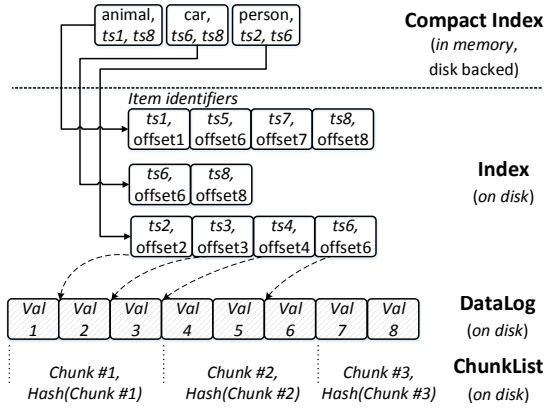 animal, car, person,
ts1, ts8 ts6, ts8 ts2, ts6
Compact Index
(in memory,
disk backed)
Item identifiers
ts1, ts5, ts7, ts8,
offset1 offset6 offset7 offset8
ts6, ts8,
offset6 offset8
Index
(on disk)
ts2, ts3, ts4, ts6,
offset2 offset3 offset4 offset6
Val Val Val Val Val Val Val Val
1 2 3 4 5 6 7 8
DataLog
(on disk)
Chunk #1, Chunk #2, Chunk #3,
Hash(Chunk #1) Hash(Chunk #2) Hash(Chunk #3)
ChunkList
(on disk)